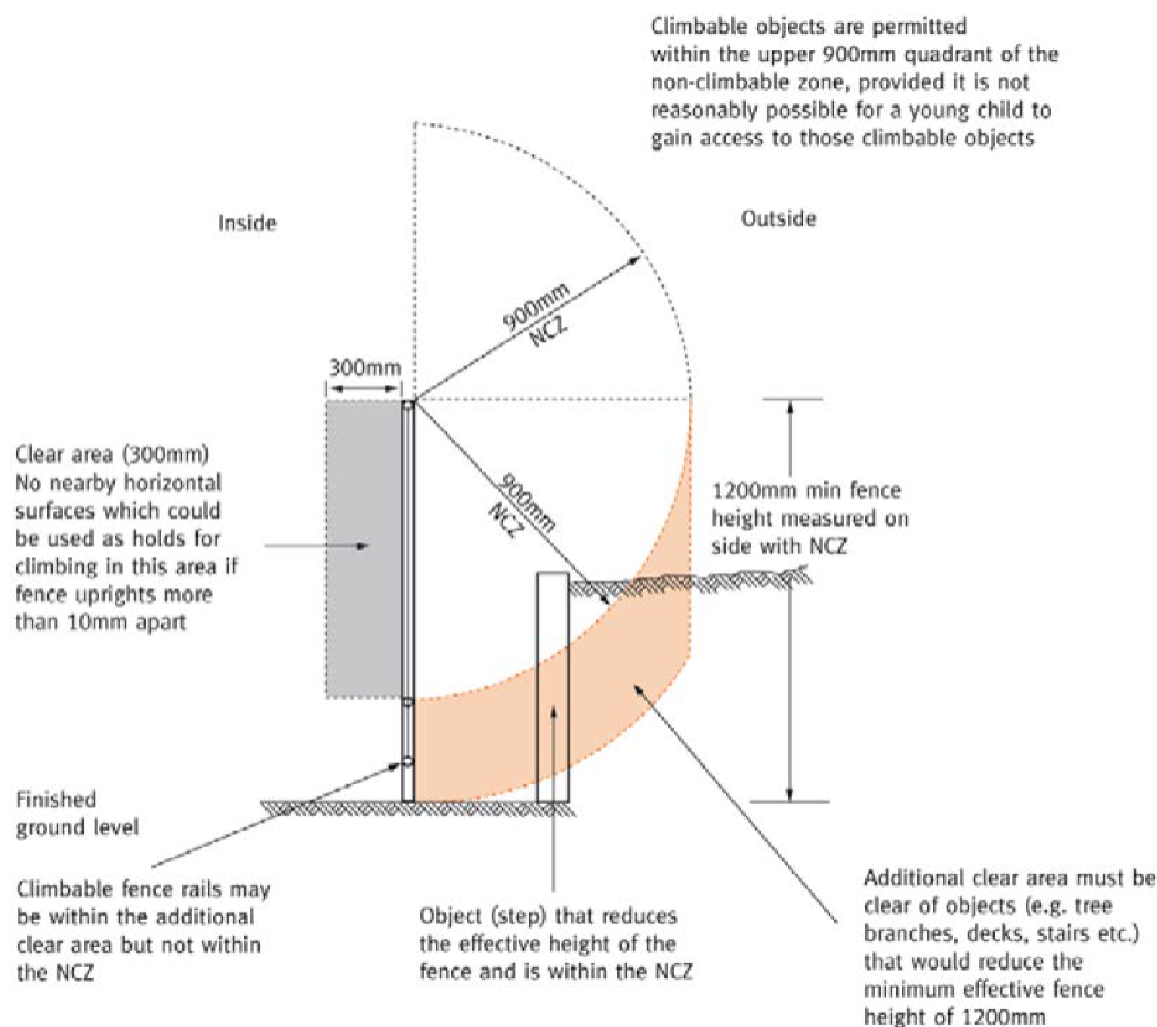 Climbable objects are permitted
within the upper 900mm quadrant of the
non-climbable zone, provided it is not
reasonably possible for a young child to
gain access to those climbable objects
Inside
Outside
900mm
NCZ
300mm
Clear area (300mm)
No nearby horizontal
surfaces which could
be used as holds for
climbing in this area if
fence uprights more
than 10mm apart
900mm
NCZ
1200mm min fence
height measured on
side with NCZ
Finished
ground level
Climbable fence rails may
be within the additional
clear area but not within
the NCZ
Object (step) that reduces
the effective height of the
fence and is within the NCZ
Additional clear area must be
clear of objects (e.g. tree
branches, decks, stairs etc.)
that would reduce the
minimum effective fence
height of 1200mm